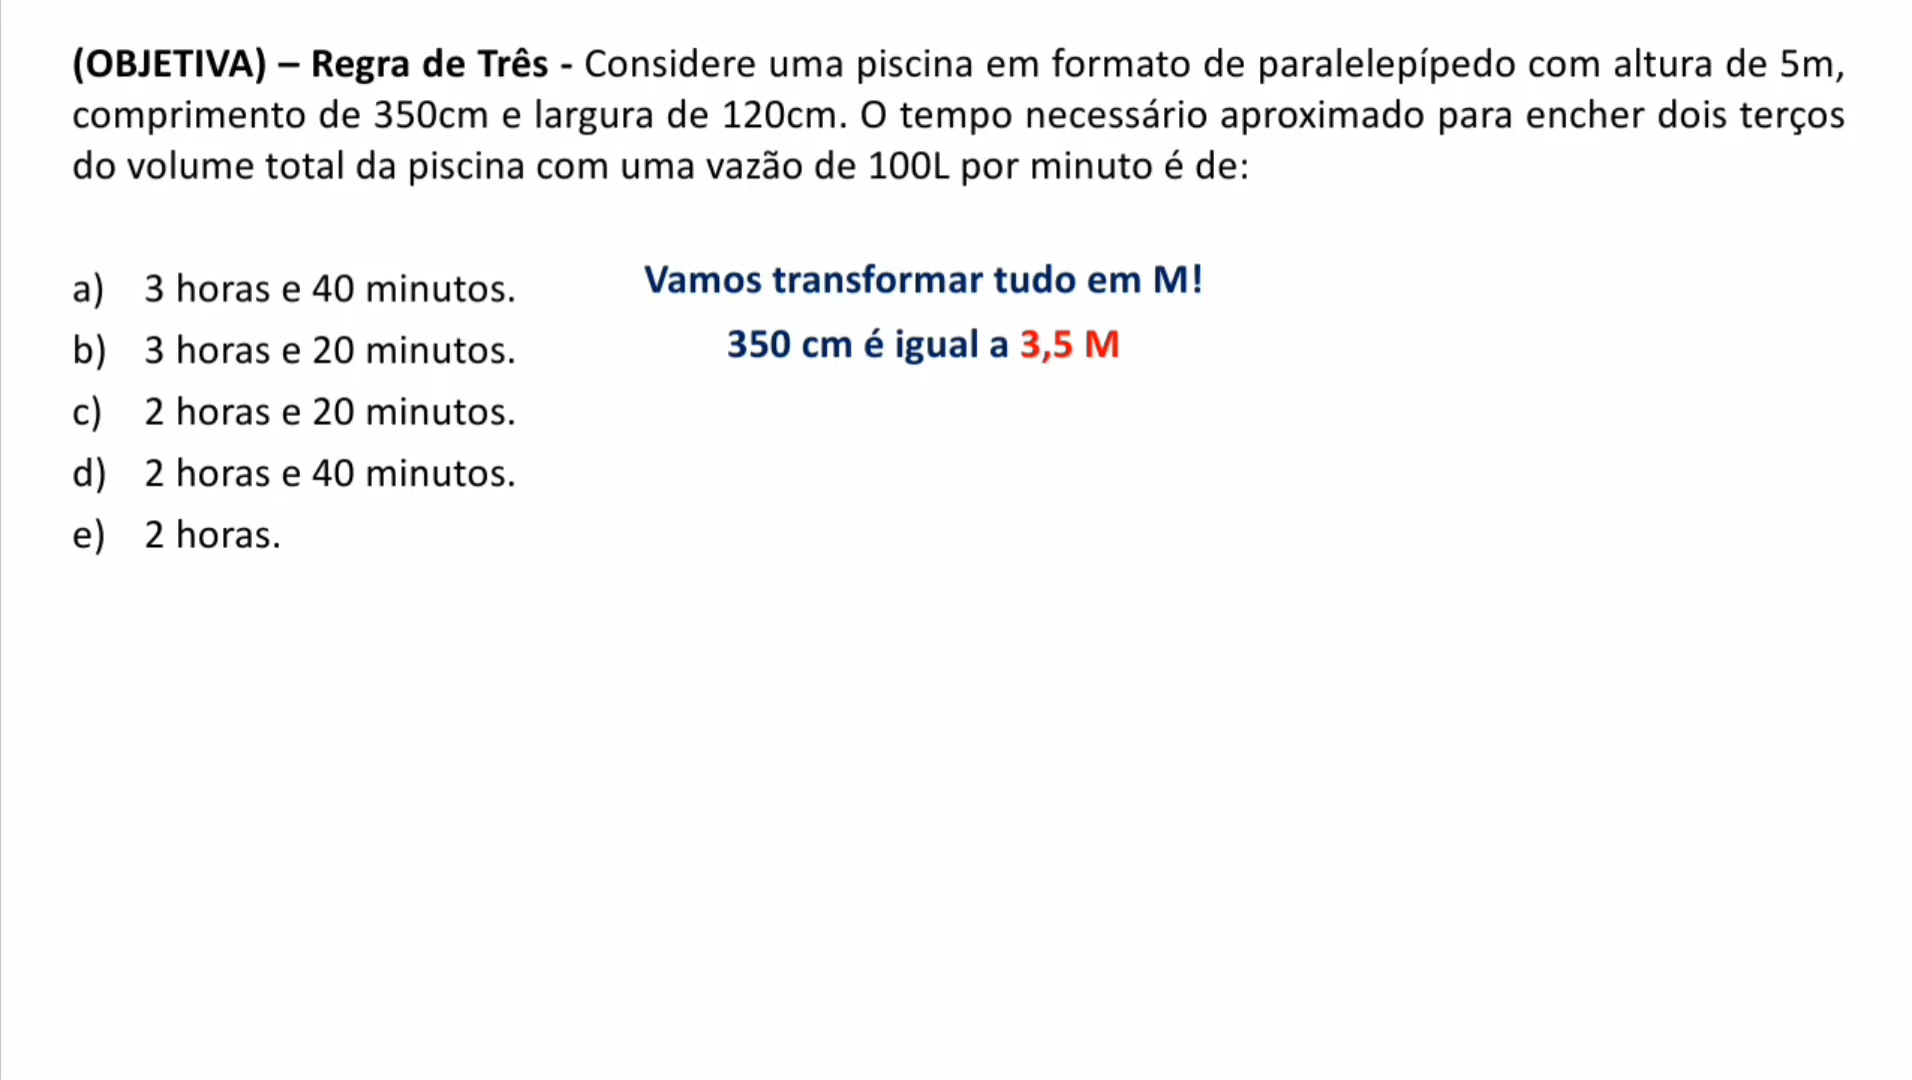 (OBJETIVA) – Regra de Três - Considere uma piscina em formato de paralelepípedo com altura de 5m,
comprimento de 350cm e largura de 120cm. O tempo necessário aproximado para encher dois terços
do volume total da piscina com uma vazão de 100L por minuto é de:
a) 3 horas e 40 minutos.
b) 3 horas e 20 minutos.
c) 2 horas e 20 minutos.
d) 2 horas e 40 minutos.
e) 2 horas.
Vamos transformar tudo em M!
350 cm é igual a 3,5 M